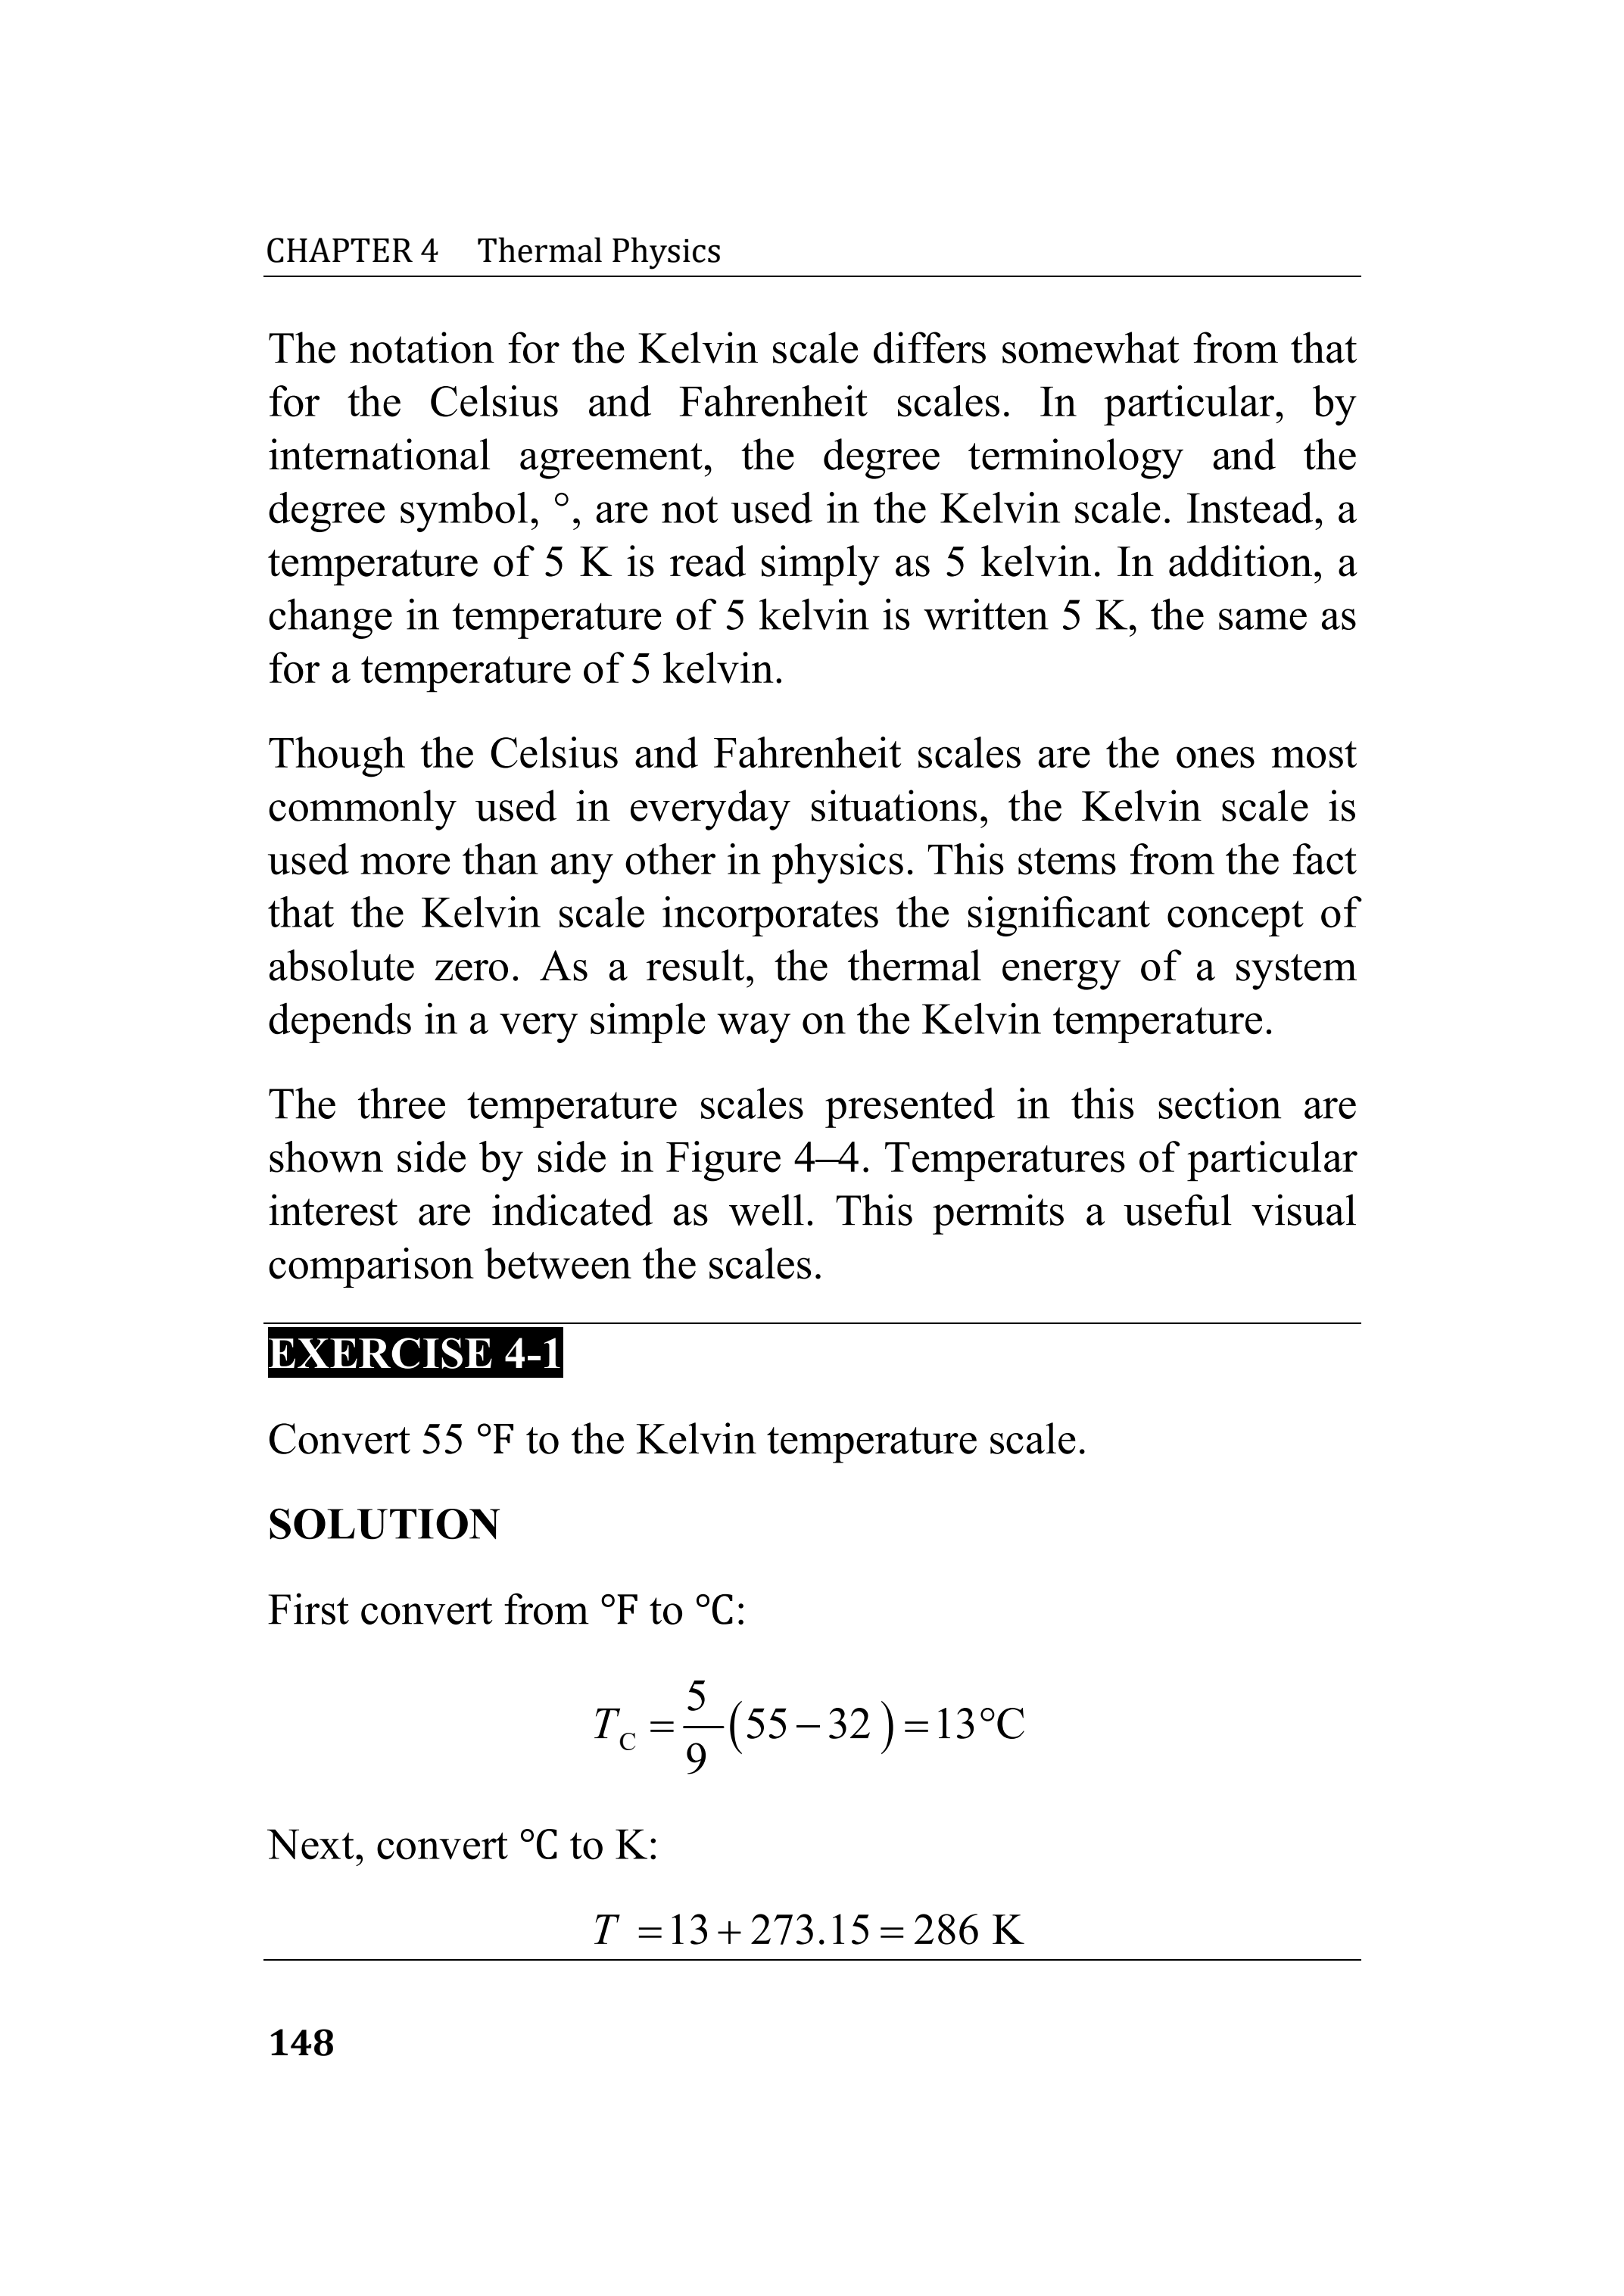 CHAPTER 4 Thermal Physics
The notation for the Kelvin scale differs somewhat from that
for the Celsius and Fahrenheit scales. In particular, by
international agreement, the degree terminology and the
degree symbol, °, are not used in the Kelvin scale. Instead, a
temperature of 5 K is read simply as 5 kelvin. In addition, a
change in temperature of 5 kelvin is written 5 K, the same as
for a temperature of 5 kelvin.
Though the Celsius and Fahrenheit scales are the ones most
commonly used in everyday situations, the Kelvin scale is
used more than any other in physics. This stems from the fact
that the Kelvin scale incorporates the significant concept of
absolute zero. As a result, the thermal energy of a system
depends in a very simple way on the Kelvin temperature.
The three temperature scales presented in this section are
shown side by side in Figure 4–4. Temperatures of particular
interest are indicated as well. This permits a useful visual
comparison between the scales.
EXERCISE 4-1
Convert 55 °F to the Kelvin temperature scale.
SOLUTION
First convert from °F to °C:
T_C = 5/9 (55 − 32) = 13°C
Next, convert °C to K:
T = 13 + 273.15 = 286 K
148